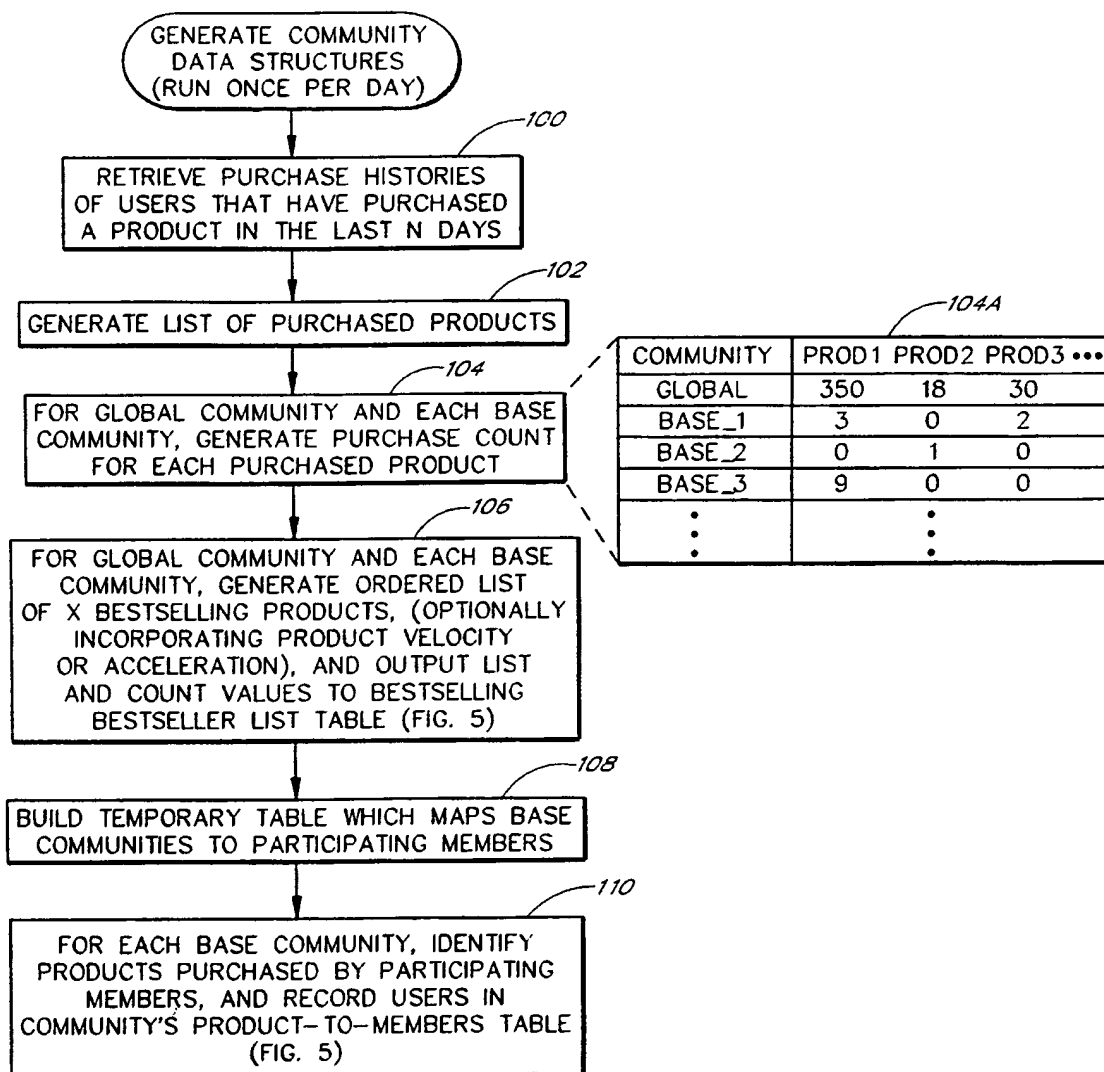 GENERATE COMMUNITY
DATA STRUCTURES
(RUN ONCE PER DAY)
100
RETRIEVE PURCHASE HISTORIES
OF USERS THAT HAVE PURCHASED
A PRODUCT IN THE LAST N DAYS
102
GENERATE LIST OF PURCHASED PRODUCTS
104
FOR GLOBAL COMMUNITY AND EACH BASE
COMMUNITY, GENERATE PURCHASE COUNT
FOR EACH PURCHASED PRODUCT
104A
COMMUNITY PROD1 PROD2 PROD3 •••
GLOBAL 350 18 30
BASE_1 3 0 2
BASE_2 0 1 0
BASE_3 9 0 0
106
FOR GLOBAL COMMUNITY AND EACH BASE
COMMUNITY, GENERATE ORDERED LIST
OF X BESTSELLING PRODUCTS, (OPTIONALLY
INCORPORATING PRODUCT VELOCITY
OR ACCELERATION), AND OUTPUT LIST
AND COUNT VALUES TO BESTSELLING
BESTSELLER LIST TABLE (FIG. 5)
108
BUILD TEMPORARY TABLE WHICH MAPS BASE
COMMUNITIES TO PARTICIPATING MEMBERS
110
FOR EACH BASE COMMUNITY, IDENTIFY
PRODUCTS PURCHASED BY PARTICIPATING
MEMBERS, AND RECORD USERS IN
COMMUNITY'S PRODUCT-TO-MEMBERS TABLE
(FIG. 5)